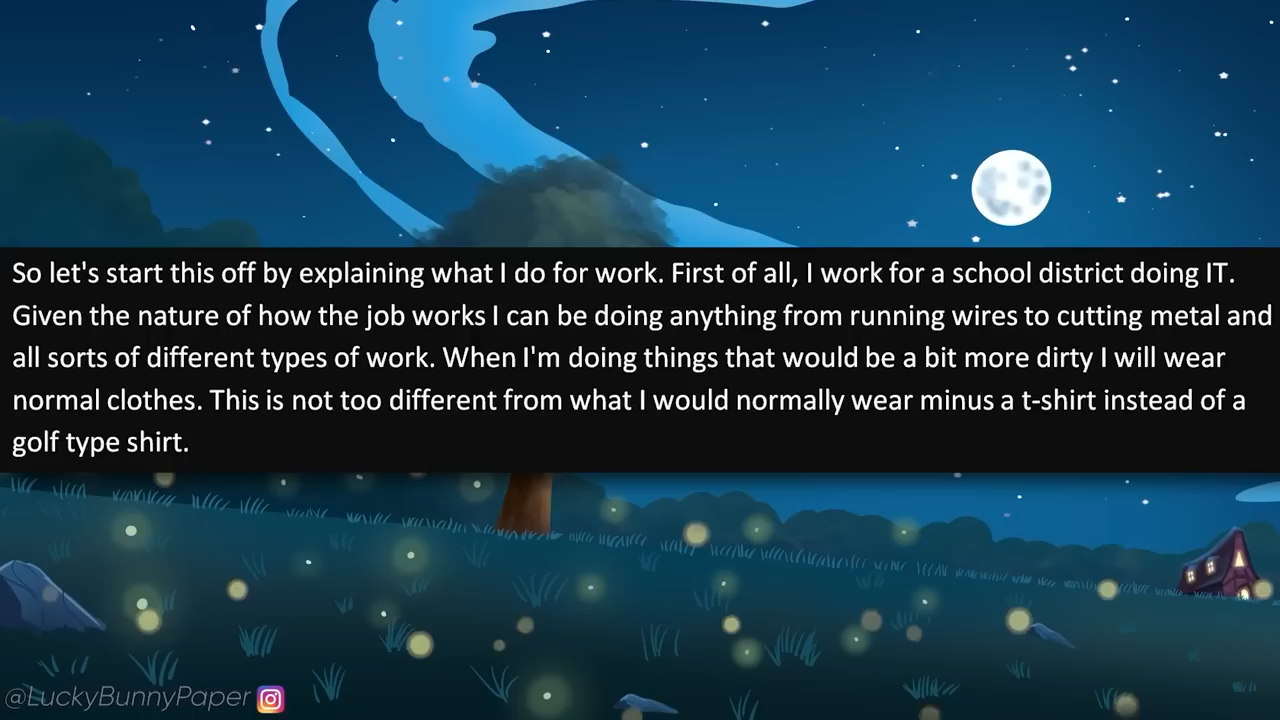 So let's start this off by explaining what I do for work. First of all, I work for a school district doing IT.
Given the nature of how the job works I can be doing anything from running wires to cutting metal and
all sorts of different types of work. When I'm doing things that would be a bit more dirty I will wear
normal clothes. This is not too different from what I would normally wear minus a t-shirt instead of a
golf type shirt.
@LuckyBunnyPaper